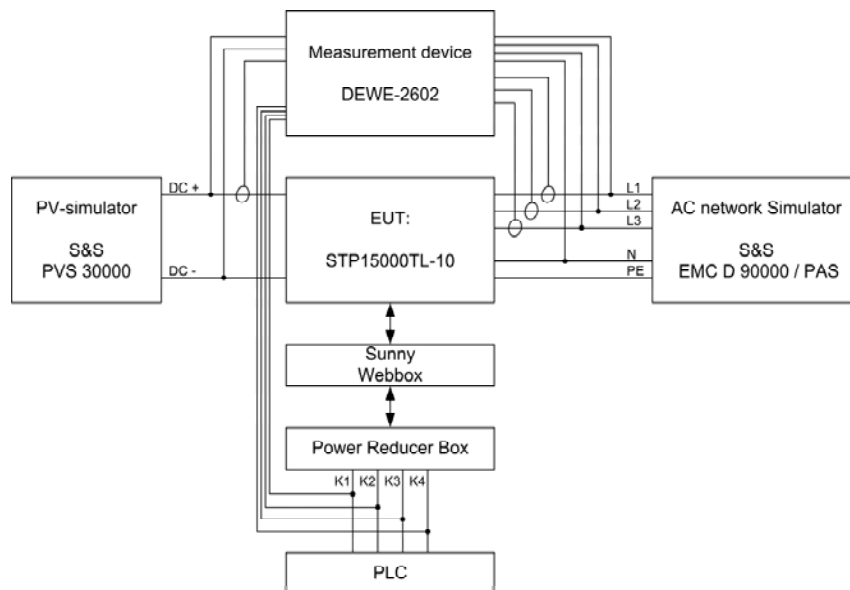 Measurement device
DEWE-2602
DC +
L1
PV-simulator
S&S
PVS 30000
DC -
EUT:
STP15000TL-10
L2
L3
N
PE
AC network Simulator
S&S
EMC D 90000 / PAS
Sunny
Webbox
Power Reducer Box
K1
K2
K3
K4
PLC